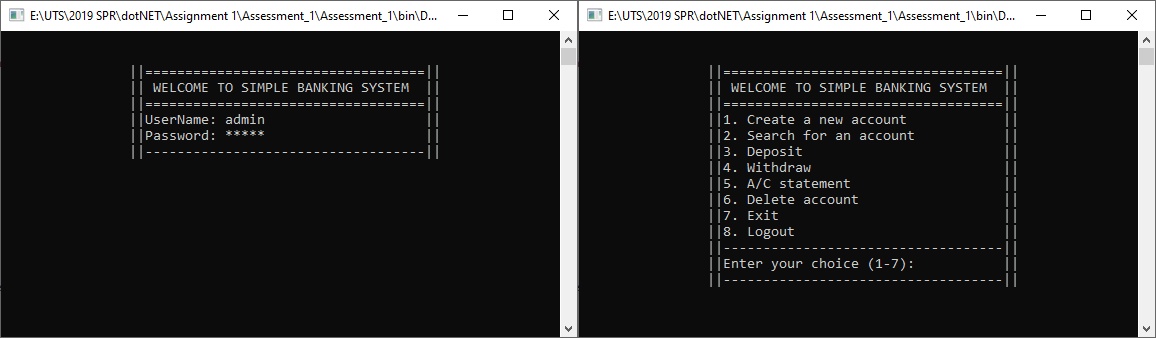 E:\UTS\2019 SPR\dotNET\Assignment 1\Assessment_1\Assessment_1\bin\D...
||===================================||
|| WELCOME TO SIMPLE BANKING SYSTEM  ||
||===================================||
||UserName: admin                    ||
||Password: *****                    ||
||-----------------------------------||
E:\UTS\2019 SPR\dotNET\Assignment 1\Assessment_1\Assessment_1\bin\D...
||===================================||
|| WELCOME TO SIMPLE BANKING SYSTEM  ||
||===================================||
||1. Create a new account            ||
||2. Search for an account           ||
||3. Deposit                         ||
||4. Withdraw                        ||
||5. A/C statement                   ||
||6. Delete account                  ||
||7. Exit                            ||
||8. Logout                          ||
||-----------------------------------||
||Enter your choice (1-7):           ||
||-----------------------------------||